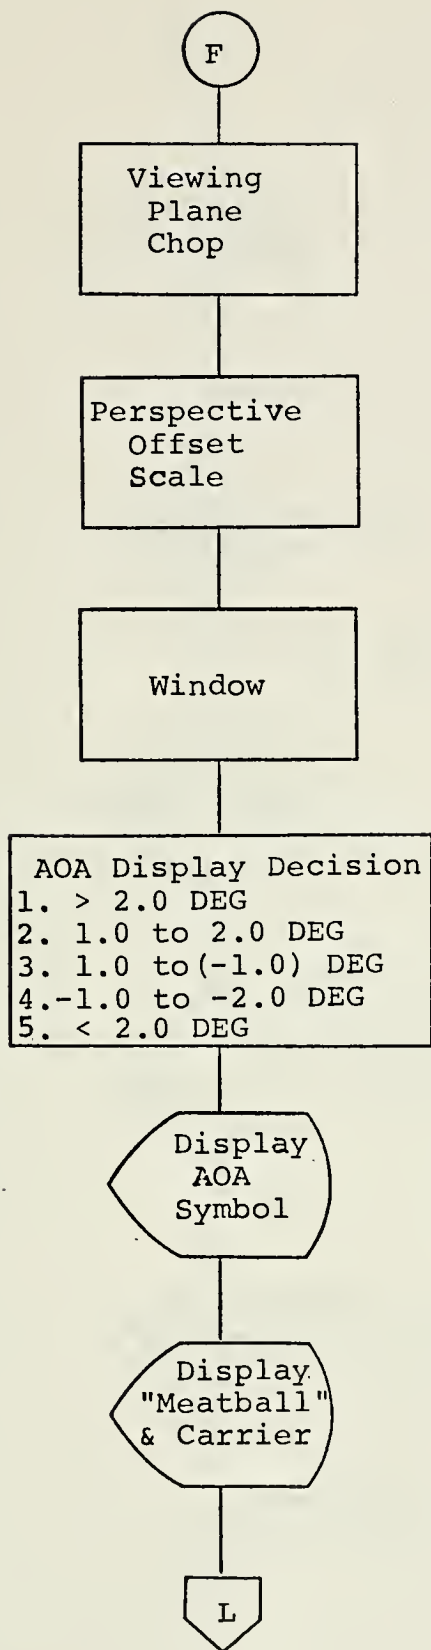 F
Viewing
Plane
Chop
Perspective
Offset
Scale
Window
AOA Display Decision
1. > 2.0 DEG
2. 1.0 to 2.0 DEG
3. 1.0 to(-1.0) DEG
4.-1.0 to -2.0 DEG
5. < 2.0 DEG
Display
AOA
Symbol
Display
"Meatball"
& Carrier
L